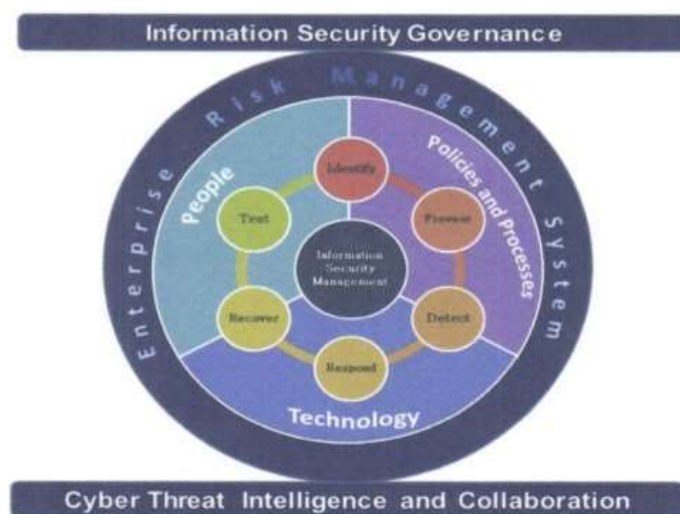 Information Security Governance
Enterprise Risk Management System
People
Policies and Processes
Identify
Test
Prevent
Information
Security
Management
Recover
Detect
Respond
Technology
Cyber Threat Intelligence and Collaboration